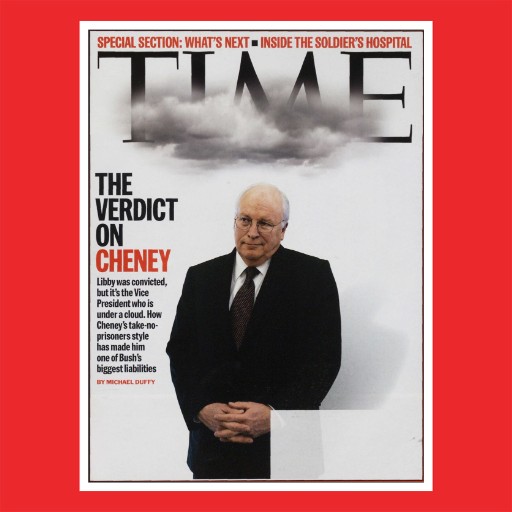 SPECIAL SECTION: WHAT'S NEXT ■ INSIDE THE SOLDIER'S HOSPITAL
TIME
THE
VERDICT
ON
CHENEY
Libby was convicted,
but it's the Vice
President who is
under a cloud. How
Cheney's take-no-
prisoners style
has made him
one of Bush's
biggest liabilities
BY MICHAEL DUFFY